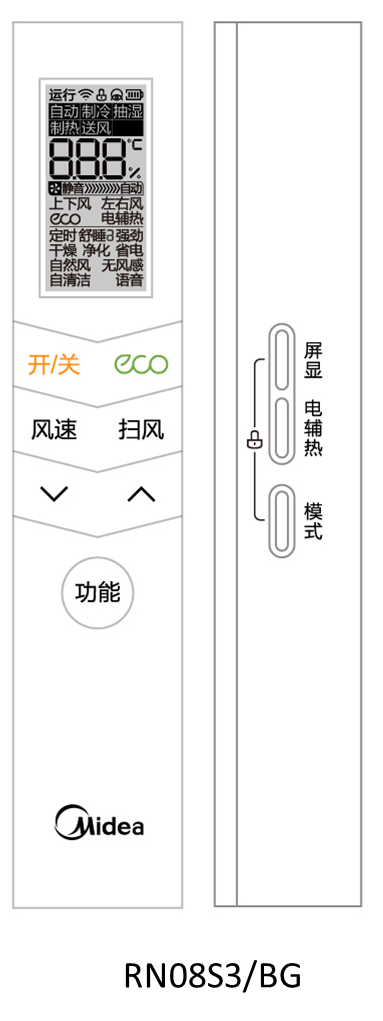 运行
自动 制冷 抽湿
制热 送风
888 °C
%
静音 自动
上下风 左右风
eco 电辅热
定时 舒睡 强劲
干燥 净化 省电
自然风 无风感
自清洁 语音
开/关 eco
风速 扫风
功能
Midea
屏显
电辅热
模式
RN08S3/BG